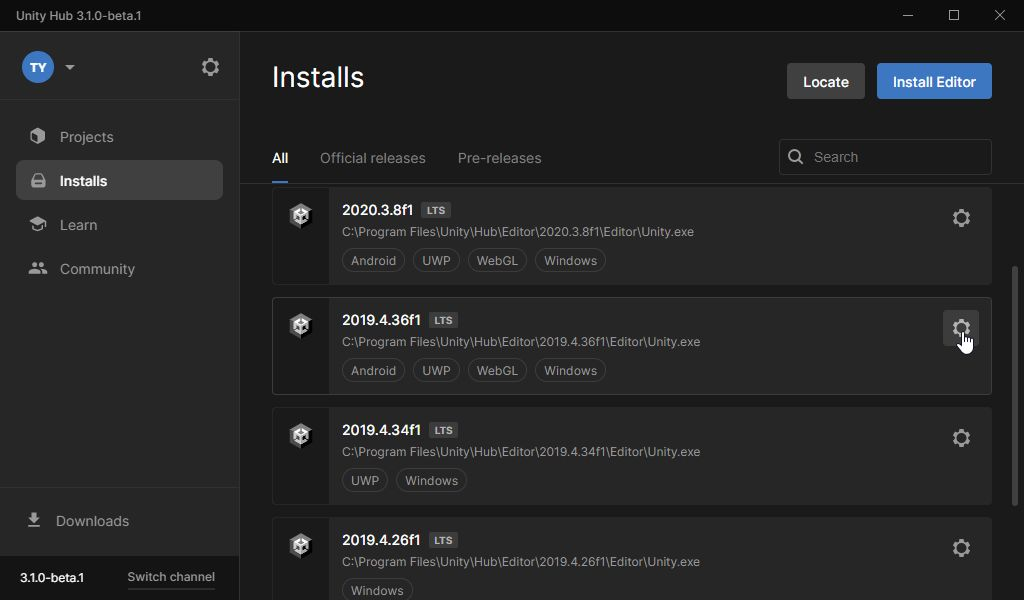 Unity Hub 3.1.0-beta.1
TY
Projects
Installs
Learn
Community
Downloads
3.1.0-beta.1 Switch channel
Installs
Locate Install Editor
All Official releases Pre-releases Search
2020.3.8f1 LTS
C:\Program Files\Unity\Hub\Editor\2020.3.8f1\Editor\Unity.exe
Android UWP WebGL Windows
2019.4.36f1 LTS
C:\Program Files\Unity\Hub\Editor\2019.4.36f1\Editor\Unity.exe
Android UWP WebGL Windows
2019.4.34f1 LTS
C:\Program Files\Unity\Hub\Editor\2019.4.34f1\Editor\Unity.exe
UWP Windows
2019.4.26f1 LTS
C:\Program Files\Unity\Hub\Editor\2019.4.26f1\Editor\Unity.exe
Windows